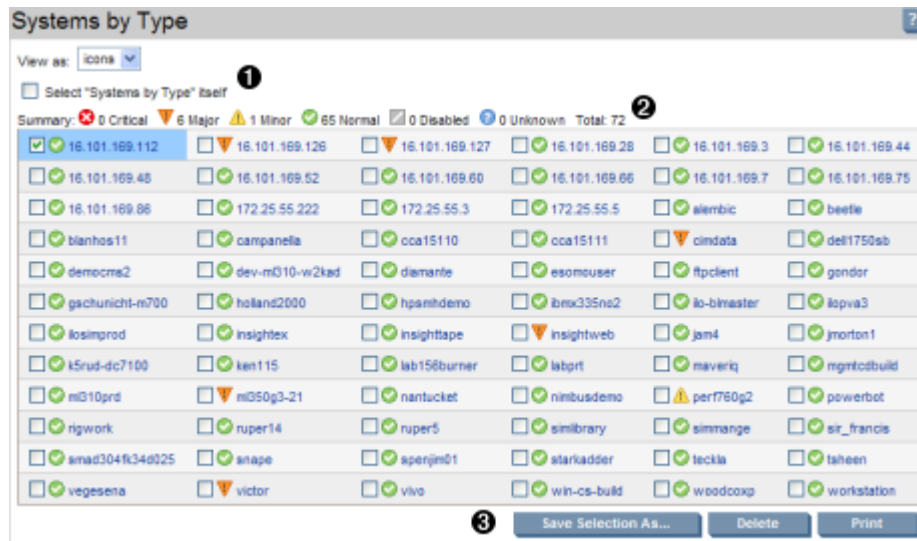 Systems by Type
?
View as: icons
1
Select "Systems by Type" itself
Summary: 0 Critical 6 Major 1 Minor 65 Normal 0 Disabled ? 0 Unknown Total: 72 2
16.101.169.112 16.101.169.126 16.101.169.127 16.101.169.28 16.101.169.3 16.101.169.44
16.101.169.48 16.101.169.52 16.101.169.60 16.101.169.66 16.101.169.7 16.101.169.75
16.101.169.86 172.25.55.222 172.25.55.3 172.25.55.5 alembic beetle
blanhos11 campanella cca15110 cca15111 cimdata dell1750sb
democms2 dev-ml310-w2kad diamante esomouser ftpclient gondor
gschunicht-m700 holland2000 hpsmhdemo ibmx335no2 ilo-blmaster ilopva3
ilosimprod insightex insighttape insightweb jam4 jmorton1
k5rud-dc7100 ken115 lab156burner labprt maveriq mgmtcdbuild
ml310prd ml350g3-21 nantucket nimbusdemo perf760g2 powerbot
rigwork ruper14 ruper5 simlibrary simmange sir_francis
smad304fk34d025 snape spenjim01 starkadder teckla tsheen
vegesena victor vivo win-cs-build woodcoxp workstation
3 Save Selection As... Delete Print